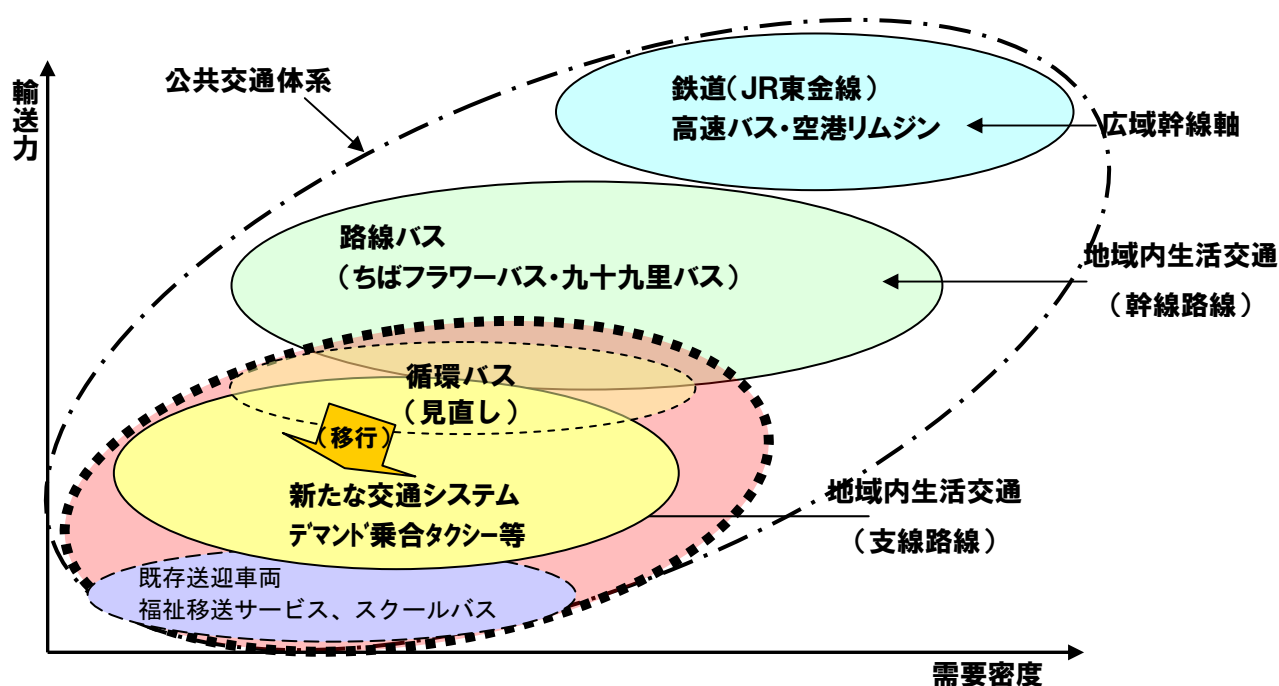 公共交通体系
輸送力
鉄道(JR東金線)
高速バス・空港リムジン
広域幹線軸
路線バス
(ちばフラワーバス・九十九里バス)
地域内生活交通
(幹線路線)
循環バス
(見直し)
(移行)
新たな交通システム
デマンド乗合タクシー等
地域内生活交通
(支線路線)
既存送迎車両
福祉移送サービス、スクールバス
需要密度